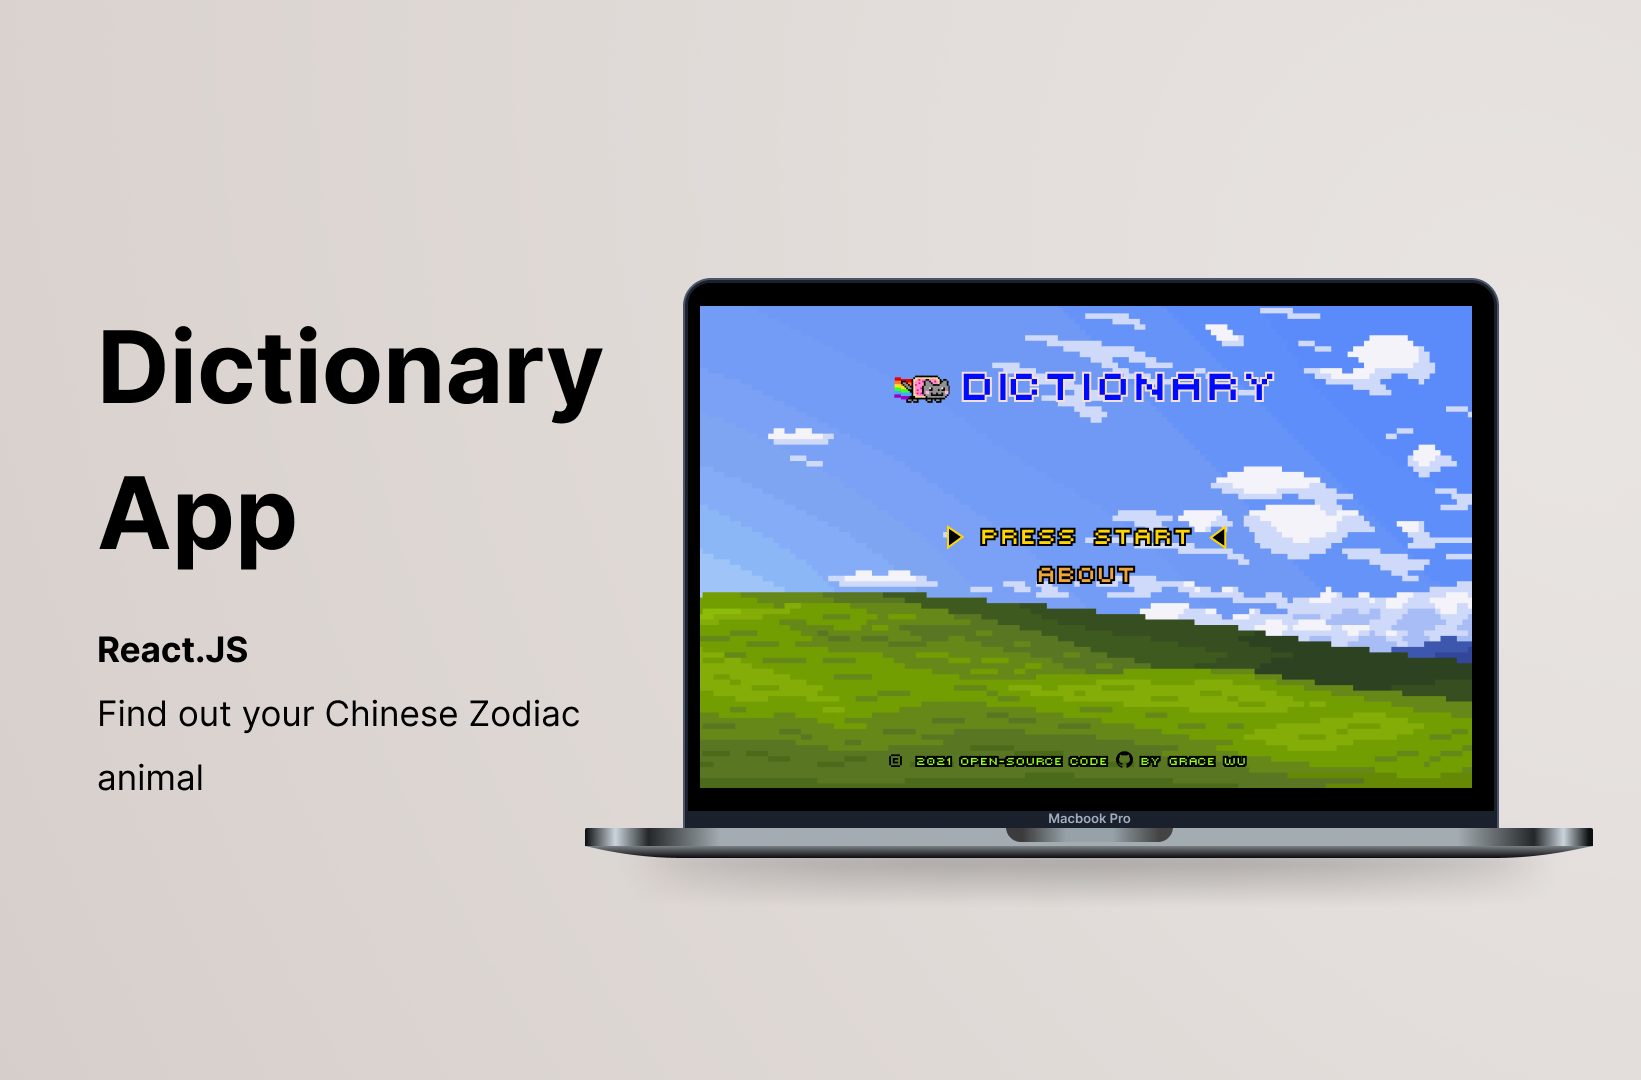 Dictionary
App
React.JS
Find out your Chinese Zodiac
animal
DICTIONARY
PRESS START
ABOUT
© 2021 OPEN-SOURCE CODE BY GRACE WU
Macbook Pro